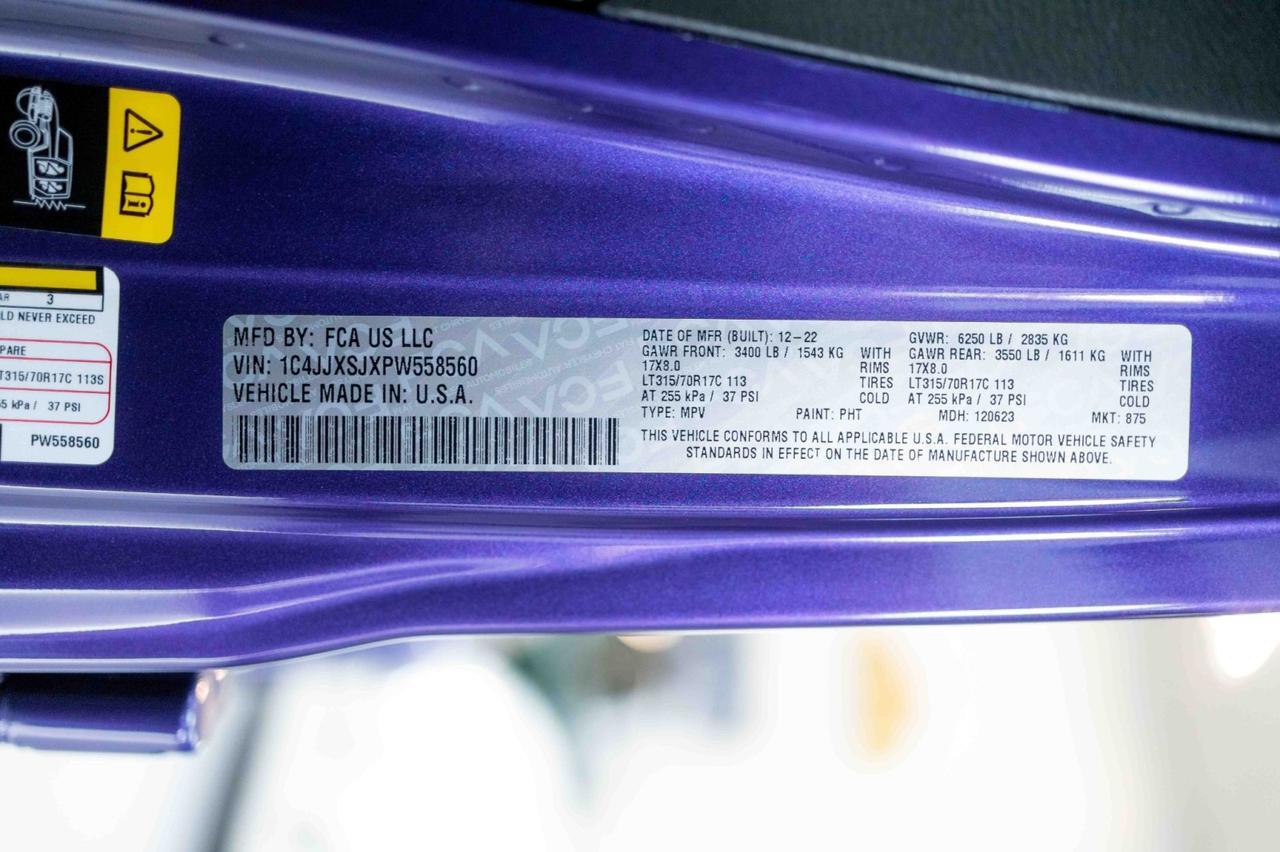 AR 3
LD NEVER EXCEED
PARE
LT315/70R17C 113S
55 kPa / 37 PSI
PW558560
MFD BY: FCA US LLC
VIN: 1C4JJXSJXPW558560
VEHICLE MADE IN: U.S.A.
DATE OF MFR (BUILT): 12-22 GVWR: 6250 LB / 2835 KG
GAWR FRONT: 3400 LB / 1543 KG WITH GAWR REAR: 3550 LB / 1611 KG WITH
17X8.0 RIMS 17X8.0 RIMS
LT315/70R17C 113 TIRES LT315/70R17C 113 TIRES
AT 255 kPa / 37 PSI COLD AT 255 kPa / 37 PSI COLD
TYPE: MPV PAINT: PHT MDH: 120623 MKT: 875
THIS VEHICLE CONFORMS TO ALL APPLICABLE U.S.A. FEDERAL MOTOR VEHICLE SAFETY
STANDARDS IN EFFECT ON THE DATE OF MANUFACTURE SHOWN ABOVE.